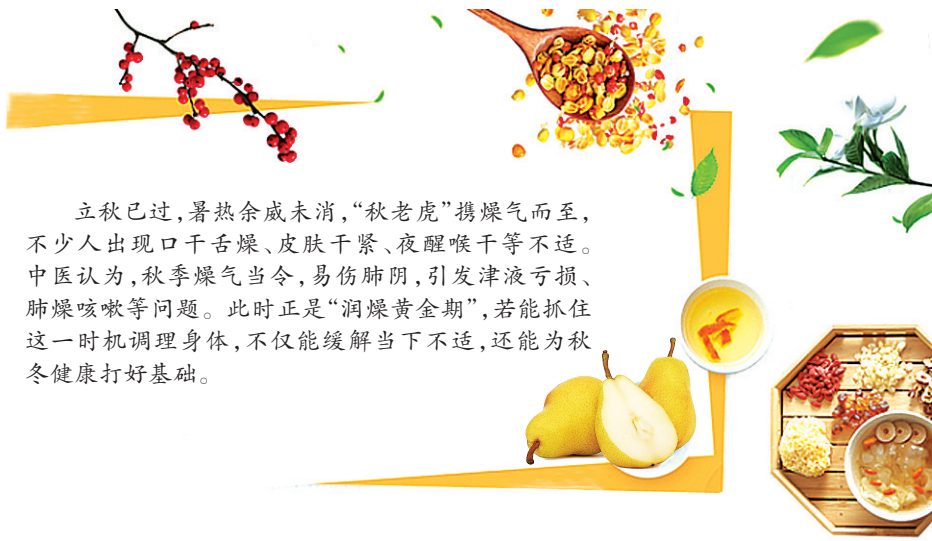 立秋已过,暑热余威未消,“秋老虎”携燥气而至,
不少人出现口干舌燥、皮肤干紧、夜醒喉干等不适。
中医认为,秋季燥气当令,易伤肺阴,引发津液亏损、
肺燥咳嗽等问题。此时正是“润燥黄金期”,若能抓住
这一时机调理身体,不仅能缓解当下不适,还能为秋
冬健康打好基础。